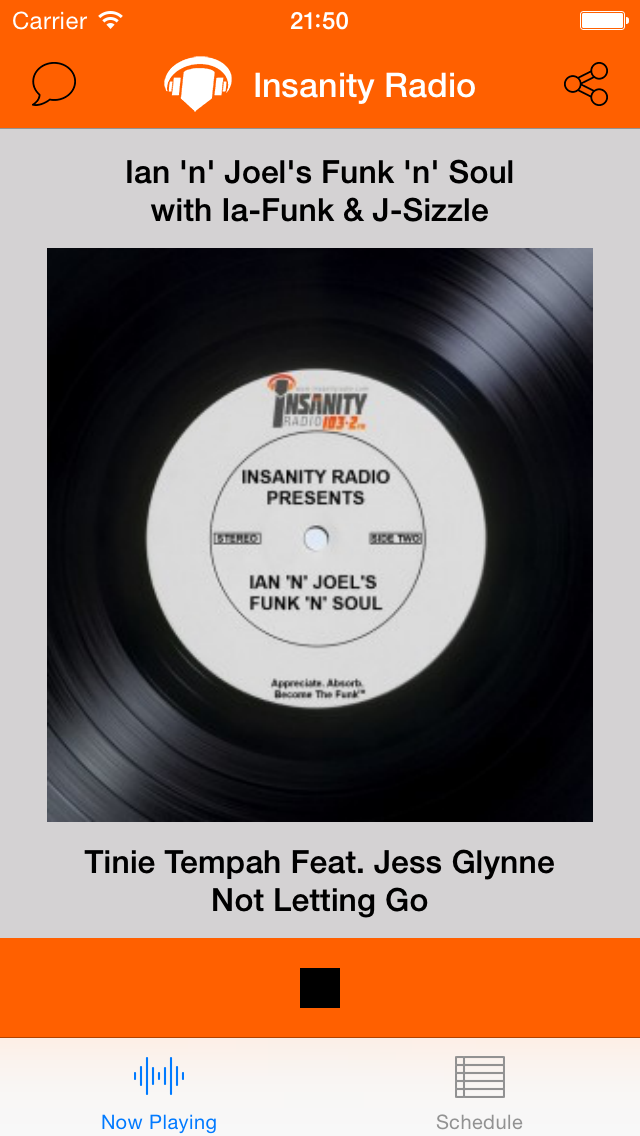 Carrier 21:50
Insanity Radio
Ian 'n' Joel's Funk 'n' Soul
with Ia-Funk & J-Sizzle
INSANITY
RADIO 103·2 FM
INSANITY RADIO
PRESENTS
STEREO SIDE TWO
IAN 'N' JOEL'S
FUNK 'N' SOUL
Appreciate. Absorb.
Become The Funk™
Tinie Tempah Feat. Jess Glynne
Not Letting Go
Now Playing Schedule